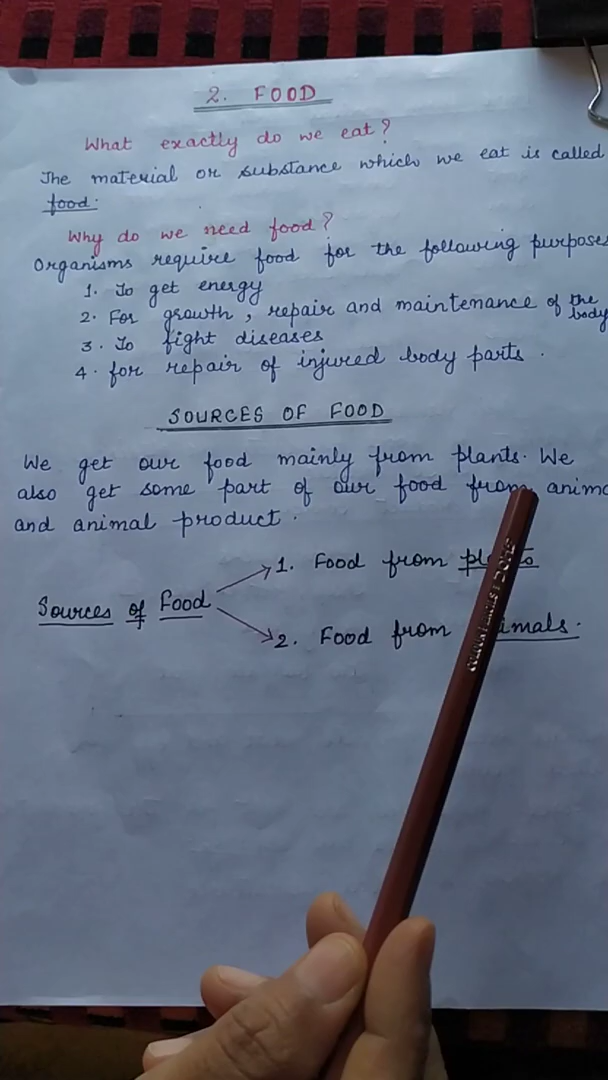 2. FOOD
What exactly do we eat?
The material or substance which we eat is called
food.
Why do we need food?
Organisms require food for the following purpose
1. To get energy
2. For growth, repair and maintenance of the body
3. To fight diseases
4. for repair of injured body parts.
SOURCES OF FOOD
We get our food mainly from plants. We
also get some part of our food from
and animal product.
1. Food from plants
Sources of Food
2. Food from